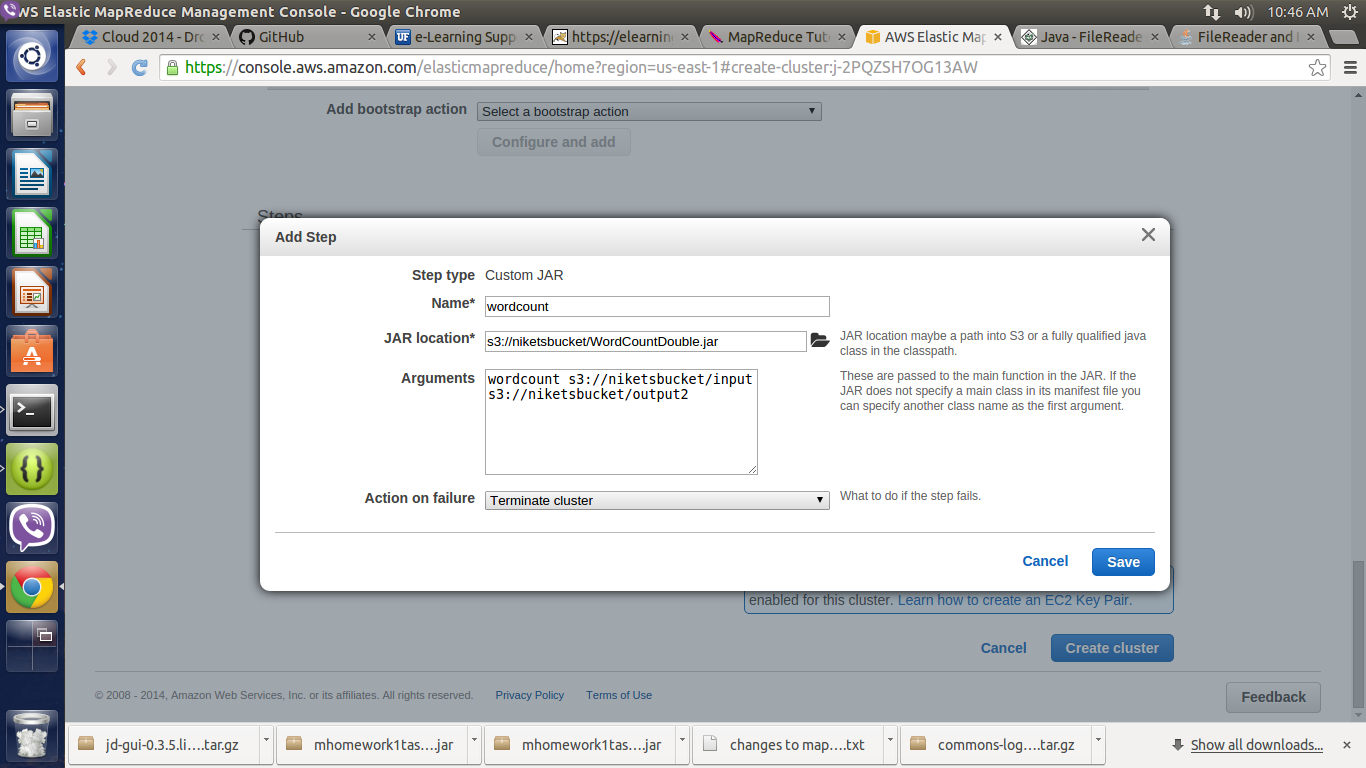 AWS Elastic MapReduce Management Console - Google Chrome
10:46 AM
Cloud 2014 - Dro
GitHub
e-Learning Supp
https://elearnin
MapReduce Tut
AWS Elastic Ma
Java - FileReade
FileReader and
https://console.aws.amazon.com/elasticmapreduce/home?region=us-east-1#create-cluster:j-2PQZSH7OG13AW
Add bootstrap action
Select a bootstrap action
Configure and add
Steps
Add Step
Step type
Custom JAR
Name*
wordcount
JAR location*
s3://niketsbucket/WordCountDouble.jar
JAR location maybe a path into S3 or a fully qualified java
class in the classpath.
Arguments
wordcount s3://niketsbucket/input
s3://niketsbucket/output2
These are passed to the main function in the JAR. If the
JAR does not specify a main class in its manifest file you
can specify another class name as the first argument.
Action on failure
Terminate cluster
What to do if the step fails.
Cancel
Save
enabled for this cluster. Learn how to create an EC2 Key Pair.
Cancel
Create cluster
© 2008 - 2014, Amazon Web Services, Inc. or its affiliates. All rights reserved.
Privacy Policy
Terms of Use
Feedback
jd-gui-0.3.5.li....tar.gz
mhomework1tas....jar
mhomework1tas....jar
changes to map....txt
commons-log....tar.gz
Show all downloads...